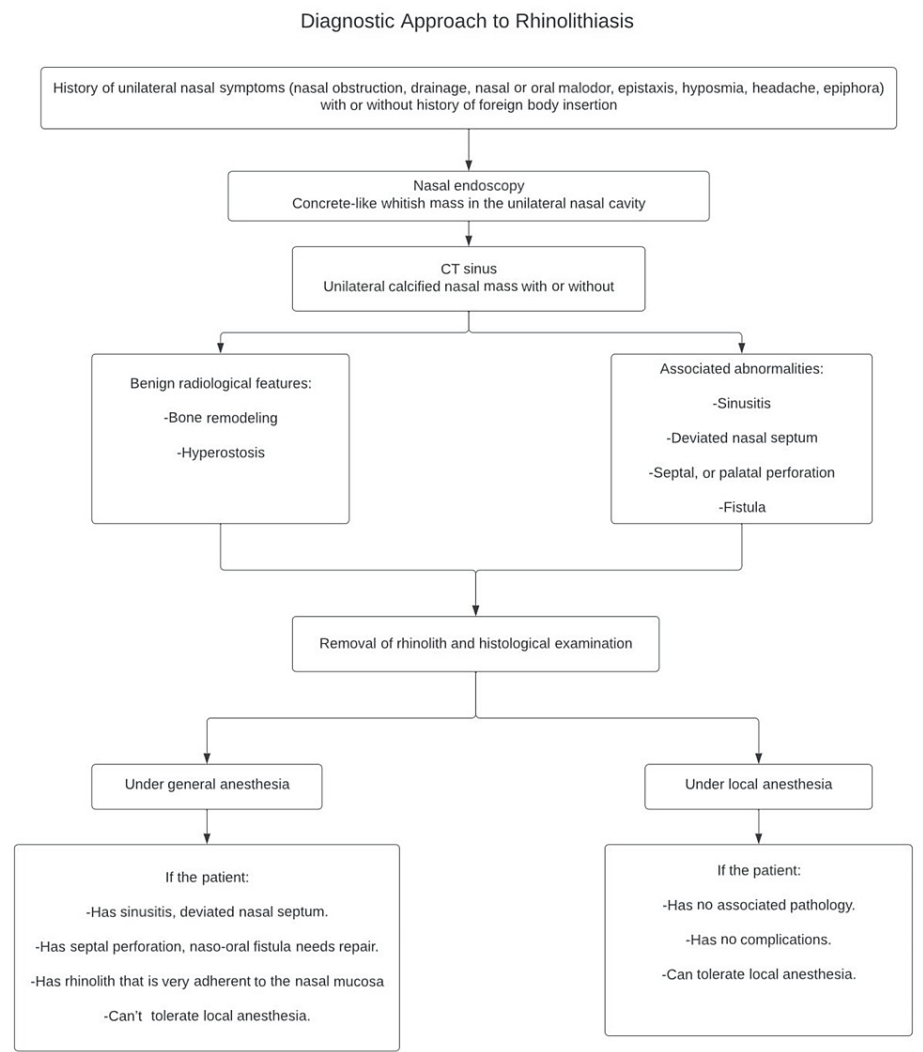 Diagnostic Approach to Rhinolithiasis
History of unilateral nasal symptoms (nasal obstruction, drainage, nasal or oral malodor, epistaxis, hyposmia, headache, epiphora)
with or without history of foreign body insertion
Nasal endoscopy
Concrete-like whitish mass in the unilateral nasal cavity
CT sinus
Unilateral calcified nasal mass with or without
Benign radiological features:
-Bone remodeling
-Hyperostosis
Associated abnormalities:
-Sinusitis
-Deviated nasal septum
-Septal, or palatal perforation
-Fistula
Removal of rhinolith and histological examination
Under general anesthesia
If the patient:
-Has sinusitis, deviated nasal septum.
-Has septal perforation, naso-oral fistula needs repair.
-Has rhinolith that is very adherent to the nasal mucosa
-Can't tolerate local anesthesia.
Under local anesthesia
If the patient:
-Has no associated pathology.
-Has no complications.
-Can tolerate local anesthesia.